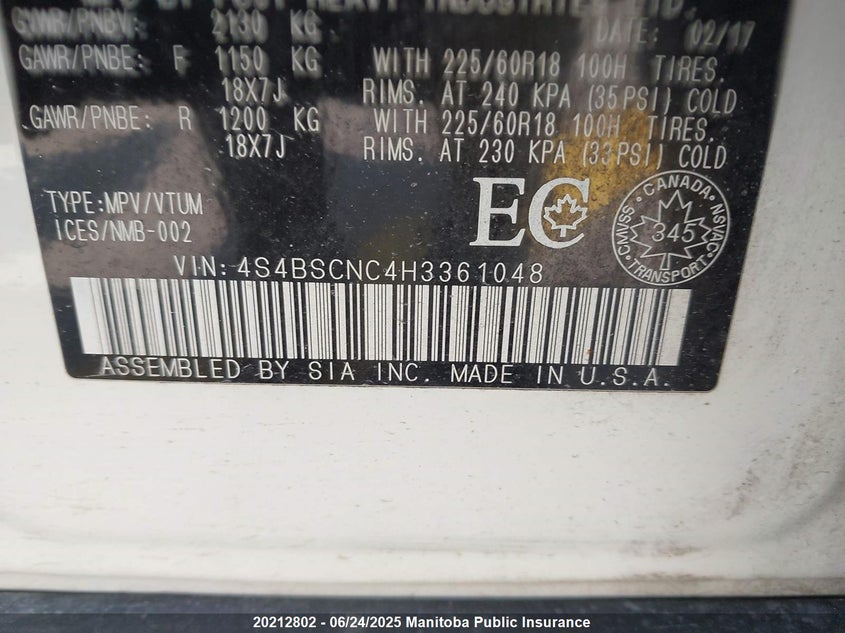 HEAVY INDUSTRIES LTD.
GVWR/PNBV: 2130 KG DATE: 02/17
GAWR/PNBE: F 1150 KG WITH 225/60R18 100H TIRES.
18X7J RIMS. AT 240 KPA (35PSI) COLD
GAWR/PNBE: R 1200 KG WITH 225/60R18 100H TIRES.
18X7J RIMS. AT 230 KPA (33PSI) COLD
TYPE:MPV/VTUM
ICES/NMB-002
EC
CANADA
CMVSS NSVAC
345
TRANSPORT
VIN: 4S4BSCNC4H3361048
ASSEMBLED BY SIA INC. MADE IN U.S.A.
20212802 - 06/24/2025 Manitoba Public Insurance